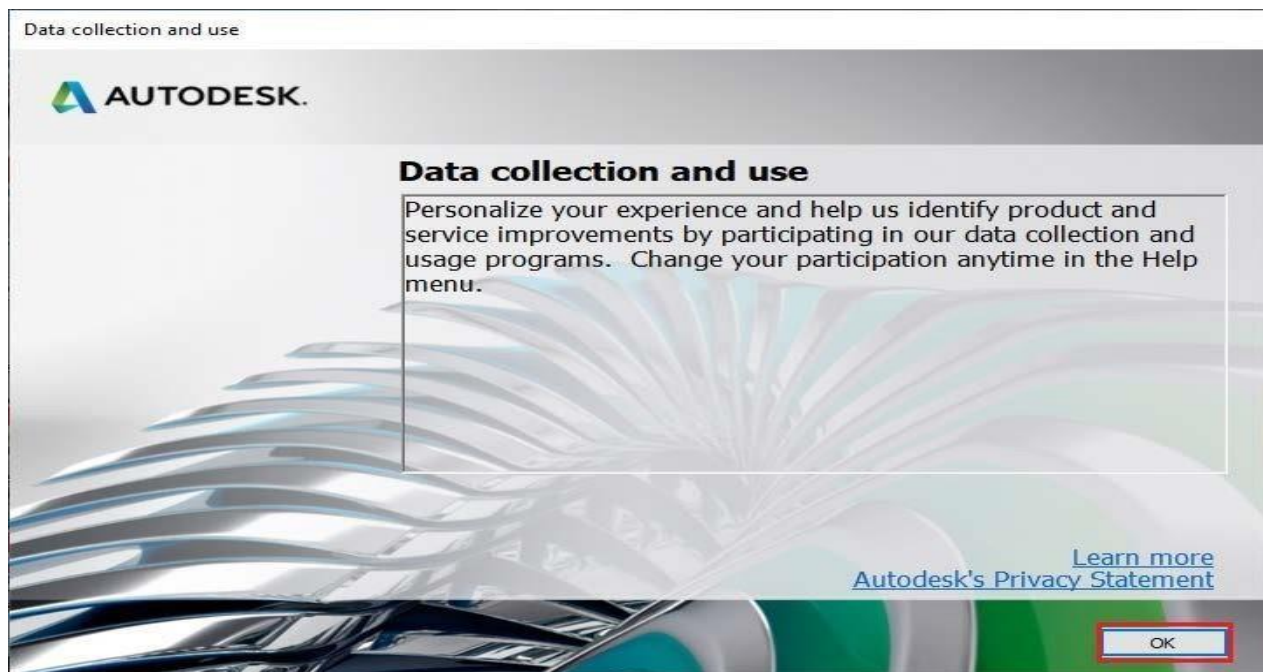 Data collection and use
AUTODESK.
Data collection and use
Personalize your experience and help us identify product and
service improvements by participating in our data collection and
usage programs.  Change your participation anytime in the Help
menu.
Learn more
Autodesk's Privacy Statement
OK